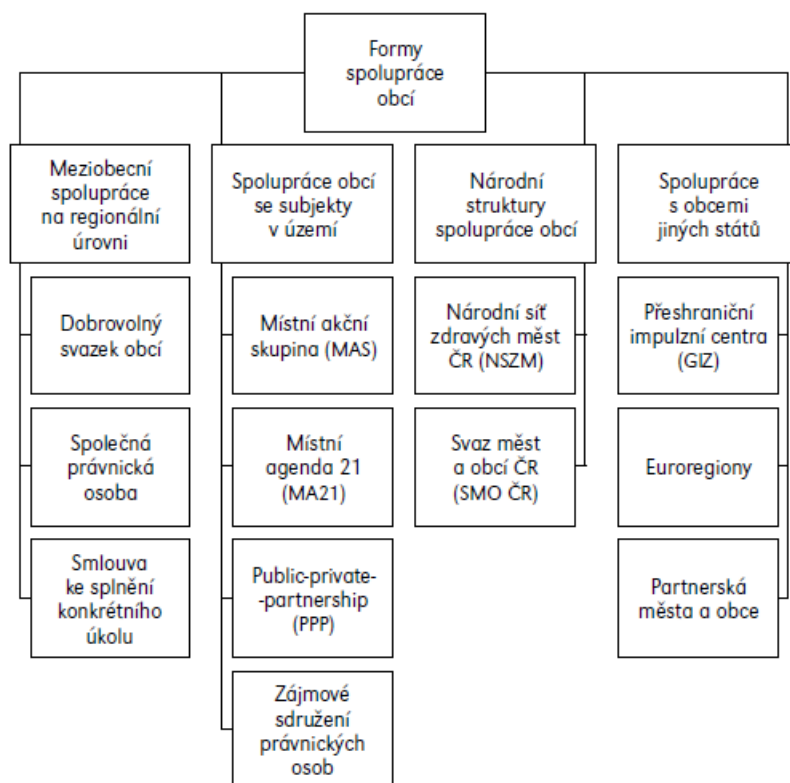 Formy
spolupráce
obcí
Meziobecní
spolupráce
na regionální
úrovni
Spolupráce obcí
se subjekty
v území
Národní
struktury
spolupráce obcí
Spolupráce
s obcemi
jiných států
Dobrovolný
svazek obcí
Místní akční
skupina (MAS)
Národní síť
zdravých měst
ČR (NSZM)
Přeshraniční
impulzní centra
(GIZ)
Společná
právnická
osoba
Místní
agenda 21
(MA21)
Svaz měst
a obcí ČR
(SMO ČR)
Euroregiony
Smlouva
ke splnění
konkrétního
úkolu
Public-private-
-partnership
(PPP)
Partnerská
města a obce
Zájmové
sdružení
právnických
osob